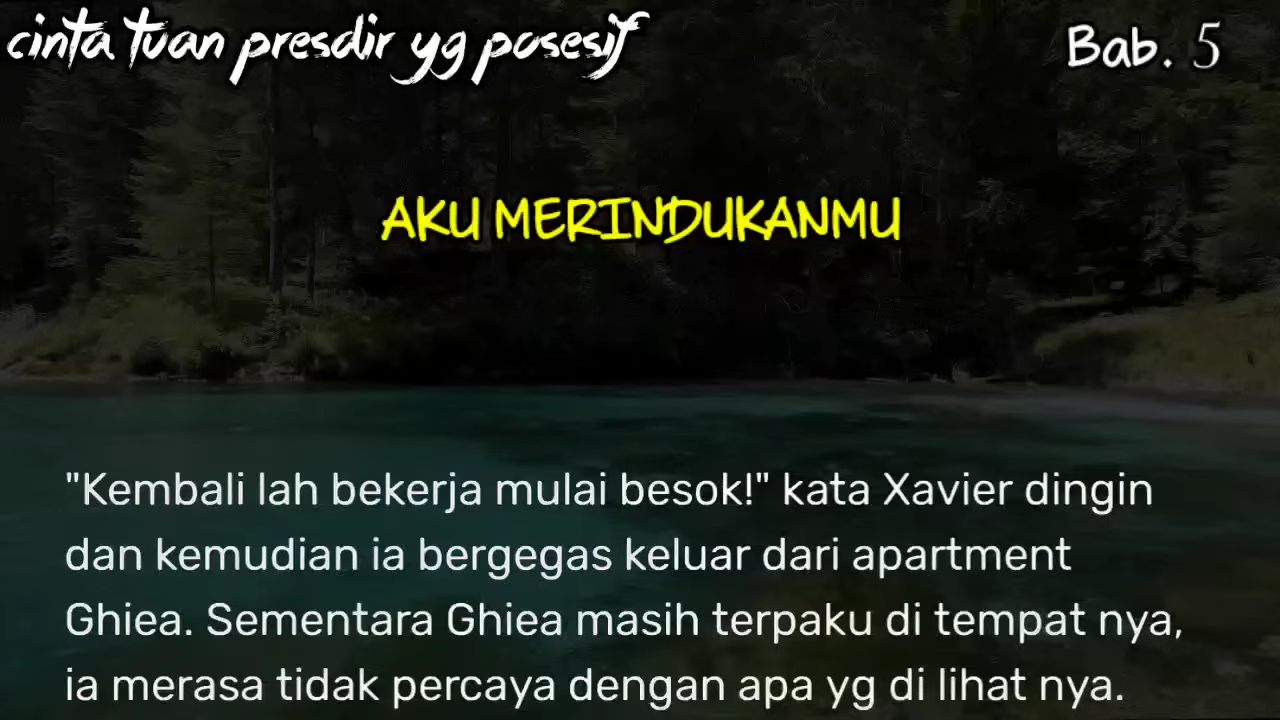 cinta tuan presdir yg posesif
Bab. 5
AKU MERINDUKANMU
"Kembali lah bekerja mulai besok!" kata Xavier dingin
dan kemudian ia bergegas keluar dari apartment
Ghiea. Sementara Ghiea masih terpaku di tempat nya,
ia merasa tidak percaya dengan apa yg di lihat nya.